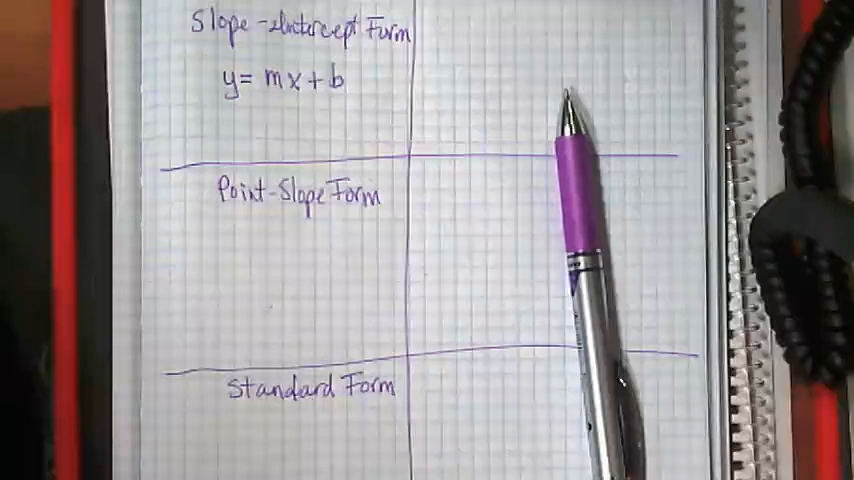 Slope-Intercept Form
y = mx + b
Point-Slope Form
Standard Form